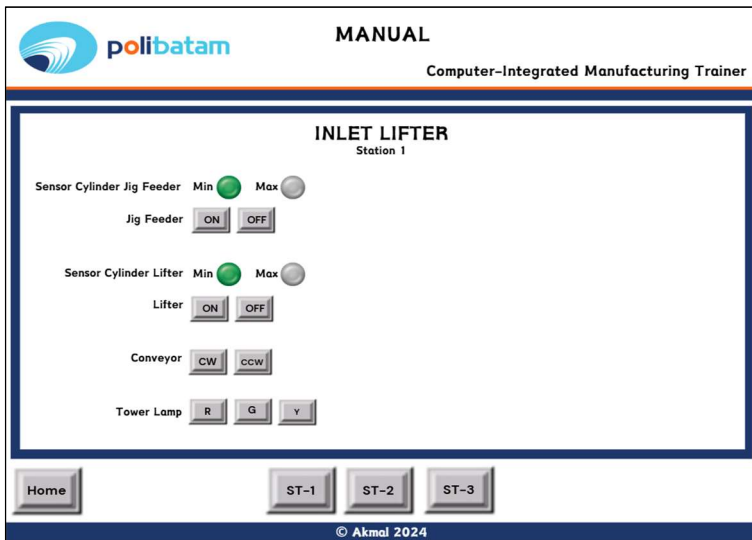 polibatam
MANUAL
Computer-Integrated Manufacturing Trainer
INLET LIFTER
Station 1
Sensor Cylinder Jig Feeder Min Max
Jig Feeder ON OFF
Sensor Cylinder Lifter Min Max
Lifter ON OFF
Conveyor CW CCW
Tower Lamp R G Y
Home ST-1 ST-2 ST-3
© Akmal 2024